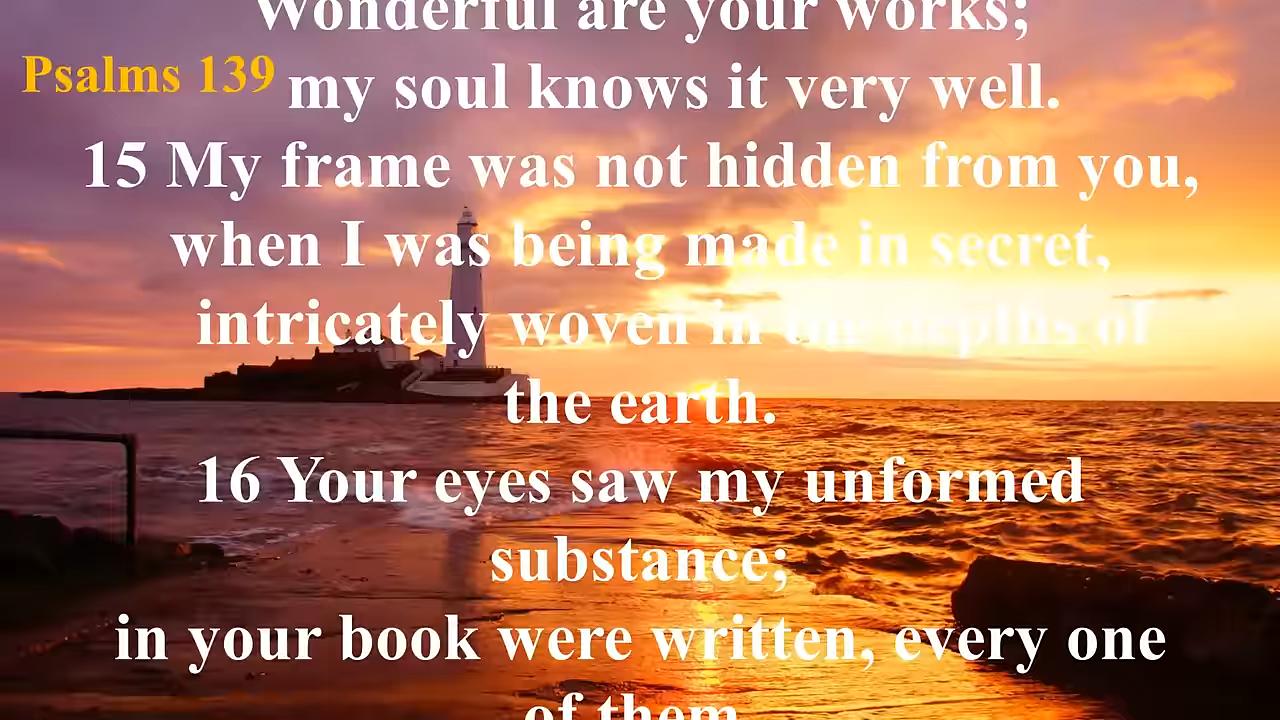 Wonderful are your works;
Psalms 139
my soul knows it very well.
15 My frame was not hidden from you,
when I was being made in secret,
intricately woven in the depths of
the earth.
16 Your eyes saw my unformed
substance;
in your book were written, every one
of them